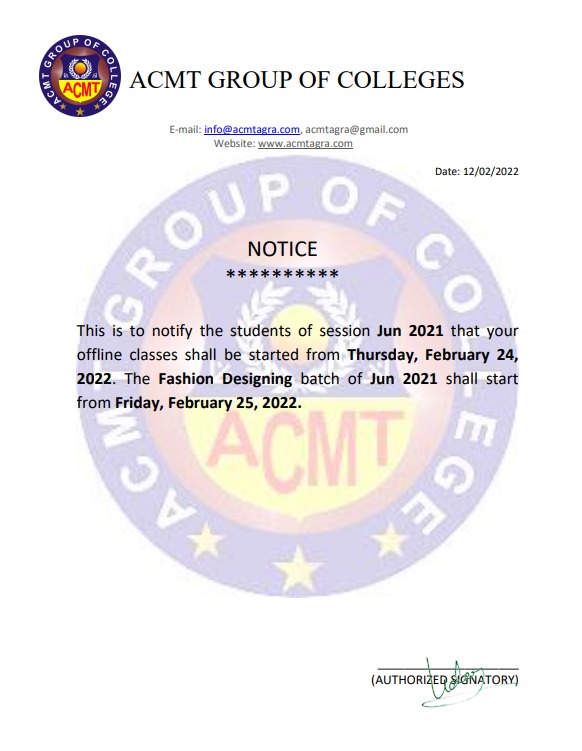 ACMT GROUP OF COLLEGES
ACMT
ACMT GROUP OF COLLEGES
E-mail: info@acmtagra.com, acmtagra@gmail.com
Website: www.acmtagra.com
Date: 12/02/2022
ACMT GROUP OF COLLEGE
ACMT
NOTICE
**********
This is to notify the students of session Jun 2021 that your
offline classes shall be started from Thursday, February 24,
2022. The Fashion Designing batch of Jun 2021 shall start
from Friday, February 25, 2022.
(AUTHORIZED SIGNATORY)